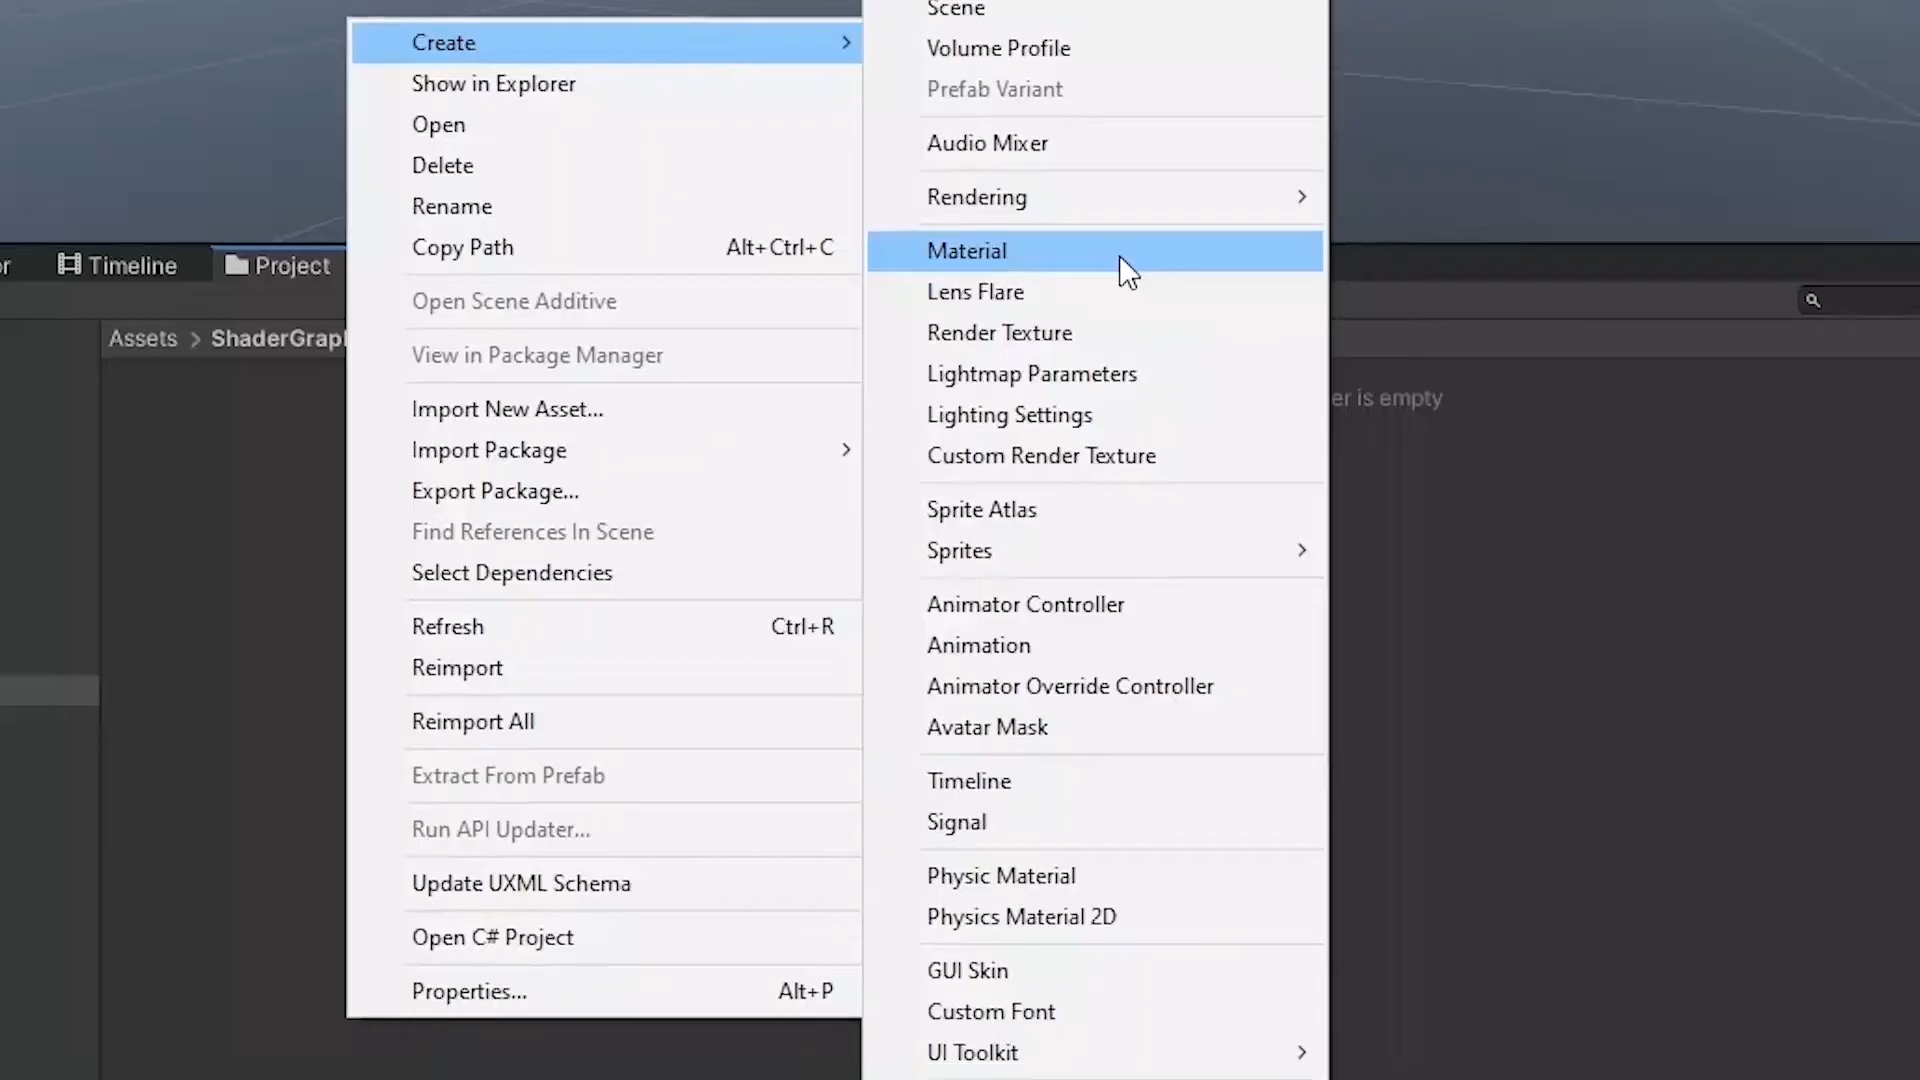 Create
Show in Explorer
Open
Delete
Rename
Copy Path Alt+Ctrl+C
Open Scene Additive
View in Package Manager
Import New Asset...
Import Package
Export Package...
Find References In Scene
Select Dependencies
Refresh Ctrl+R
Reimport
Reimport All
Extract From Prefab
Run API Updater...
Update UXML Schema
Open C# Project
Properties... Alt+P
Scene
Volume Profile
Prefab Variant
Audio Mixer
Rendering
Material
Lens Flare
Render Texture
Lightmap Parameters
Lighting Settings
Custom Render Texture
Sprite Atlas
Sprites
Animator Controller
Animation
Animator Override Controller
Avatar Mask
Timeline
Signal
Physic Material
Physics Material 2D
GUI Skin
Custom Font
UI Toolkit
Timeline
Project
Assets > ShaderGrap
is empty